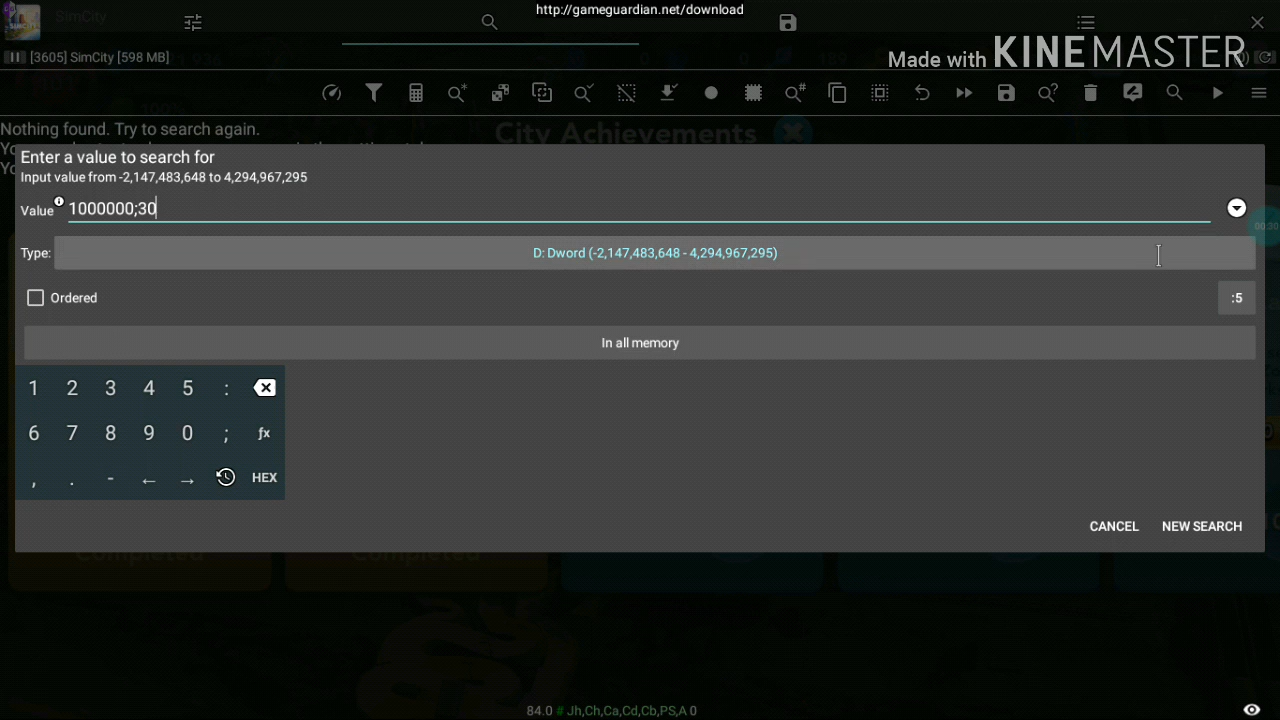 SimCity
http://gameguardian.net/download
[3605] SimCity [598 MB]
Made with KINEMASTER
Nothing found. Try to search again.
City Achievements
Enter a value to search for
Input value from -2,147,483,648 to 4,294,967,295
Value 1000000;30
00:30
Type: D: Dword (-2,147,483,648 - 4,294,967,295)
Ordered :5
In all memory
1 2 3 4 5 :
6 7 8 9 0 ; fx
, . - ← → HEX
CANCEL NEW SEARCH
Completed Completed
84.0 # Jh,Ch,Ca,Cd,Cb,PS,A 0